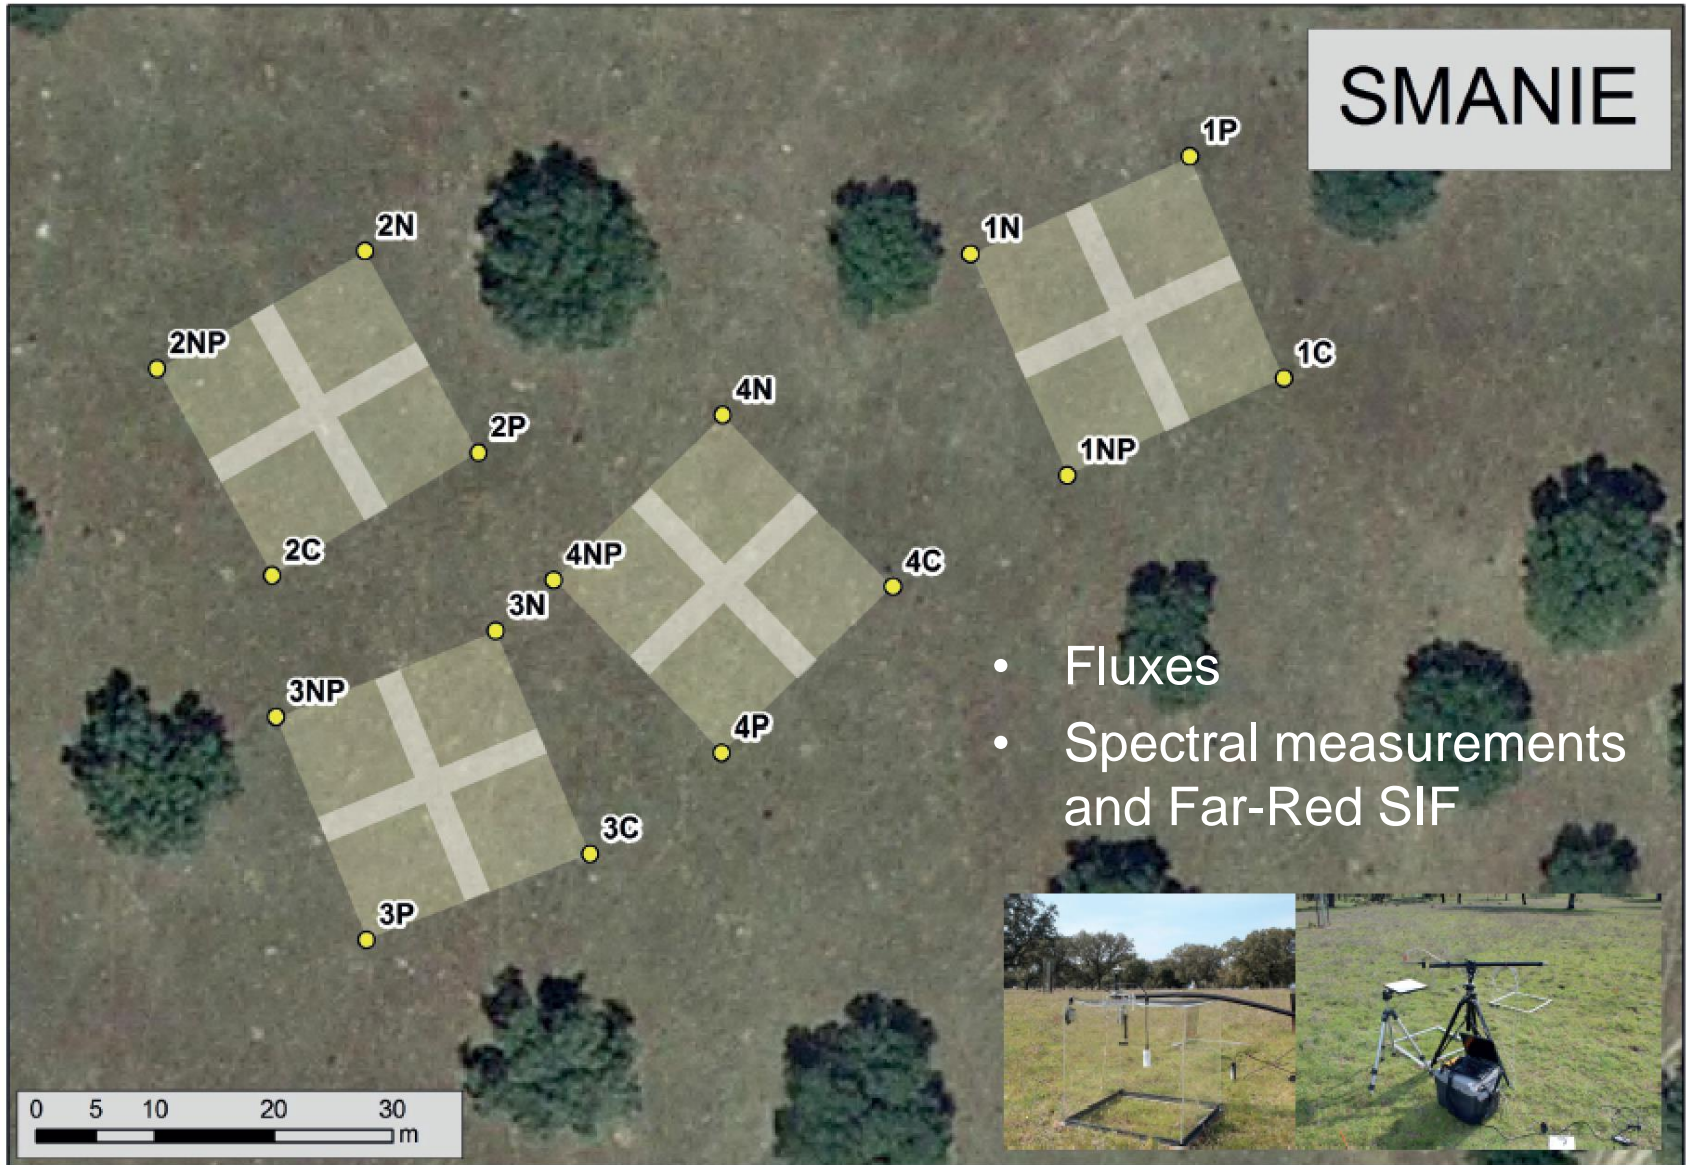 SMANIE
1P
2N
1N
2NP
1C
4N
2P
1NP
2C
4NP
4C
3N
• Fluxes
3NP
4P
• Spectral measurements
and Far-Red SIF
3C
3P
0 5 10 20 30
m